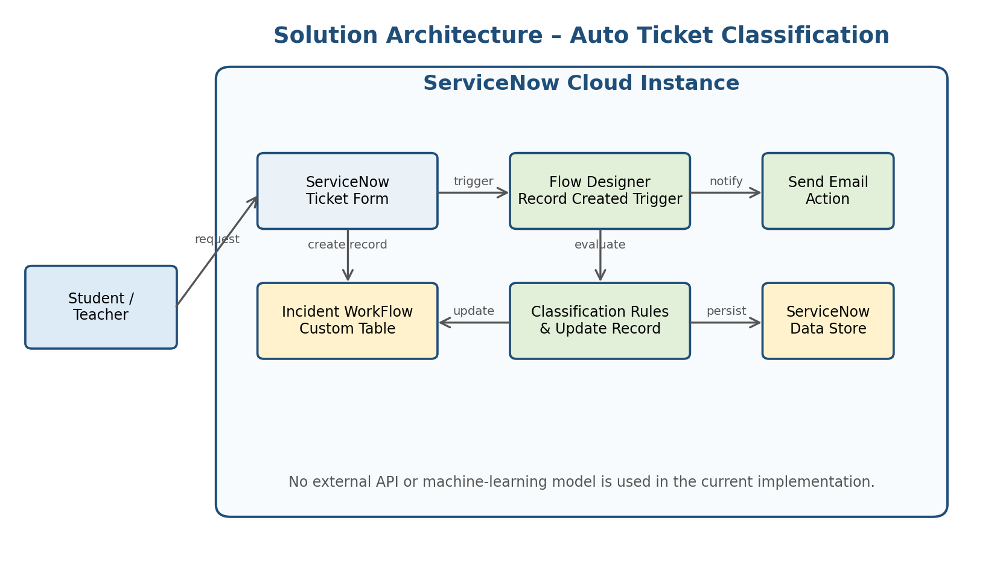 Solution Architecture – Auto Ticket Classification
ServiceNow Cloud Instance
ServiceNow
Ticket Form
trigger
Flow Designer
Record Created Trigger
notify
Send Email
Action
request
create record
evaluate
Student /
Teacher
Incident WorkFlow
Custom Table
update
Classification Rules
& Update Record
persist
ServiceNow
Data Store
No external API or machine-learning model is used in the current implementation.